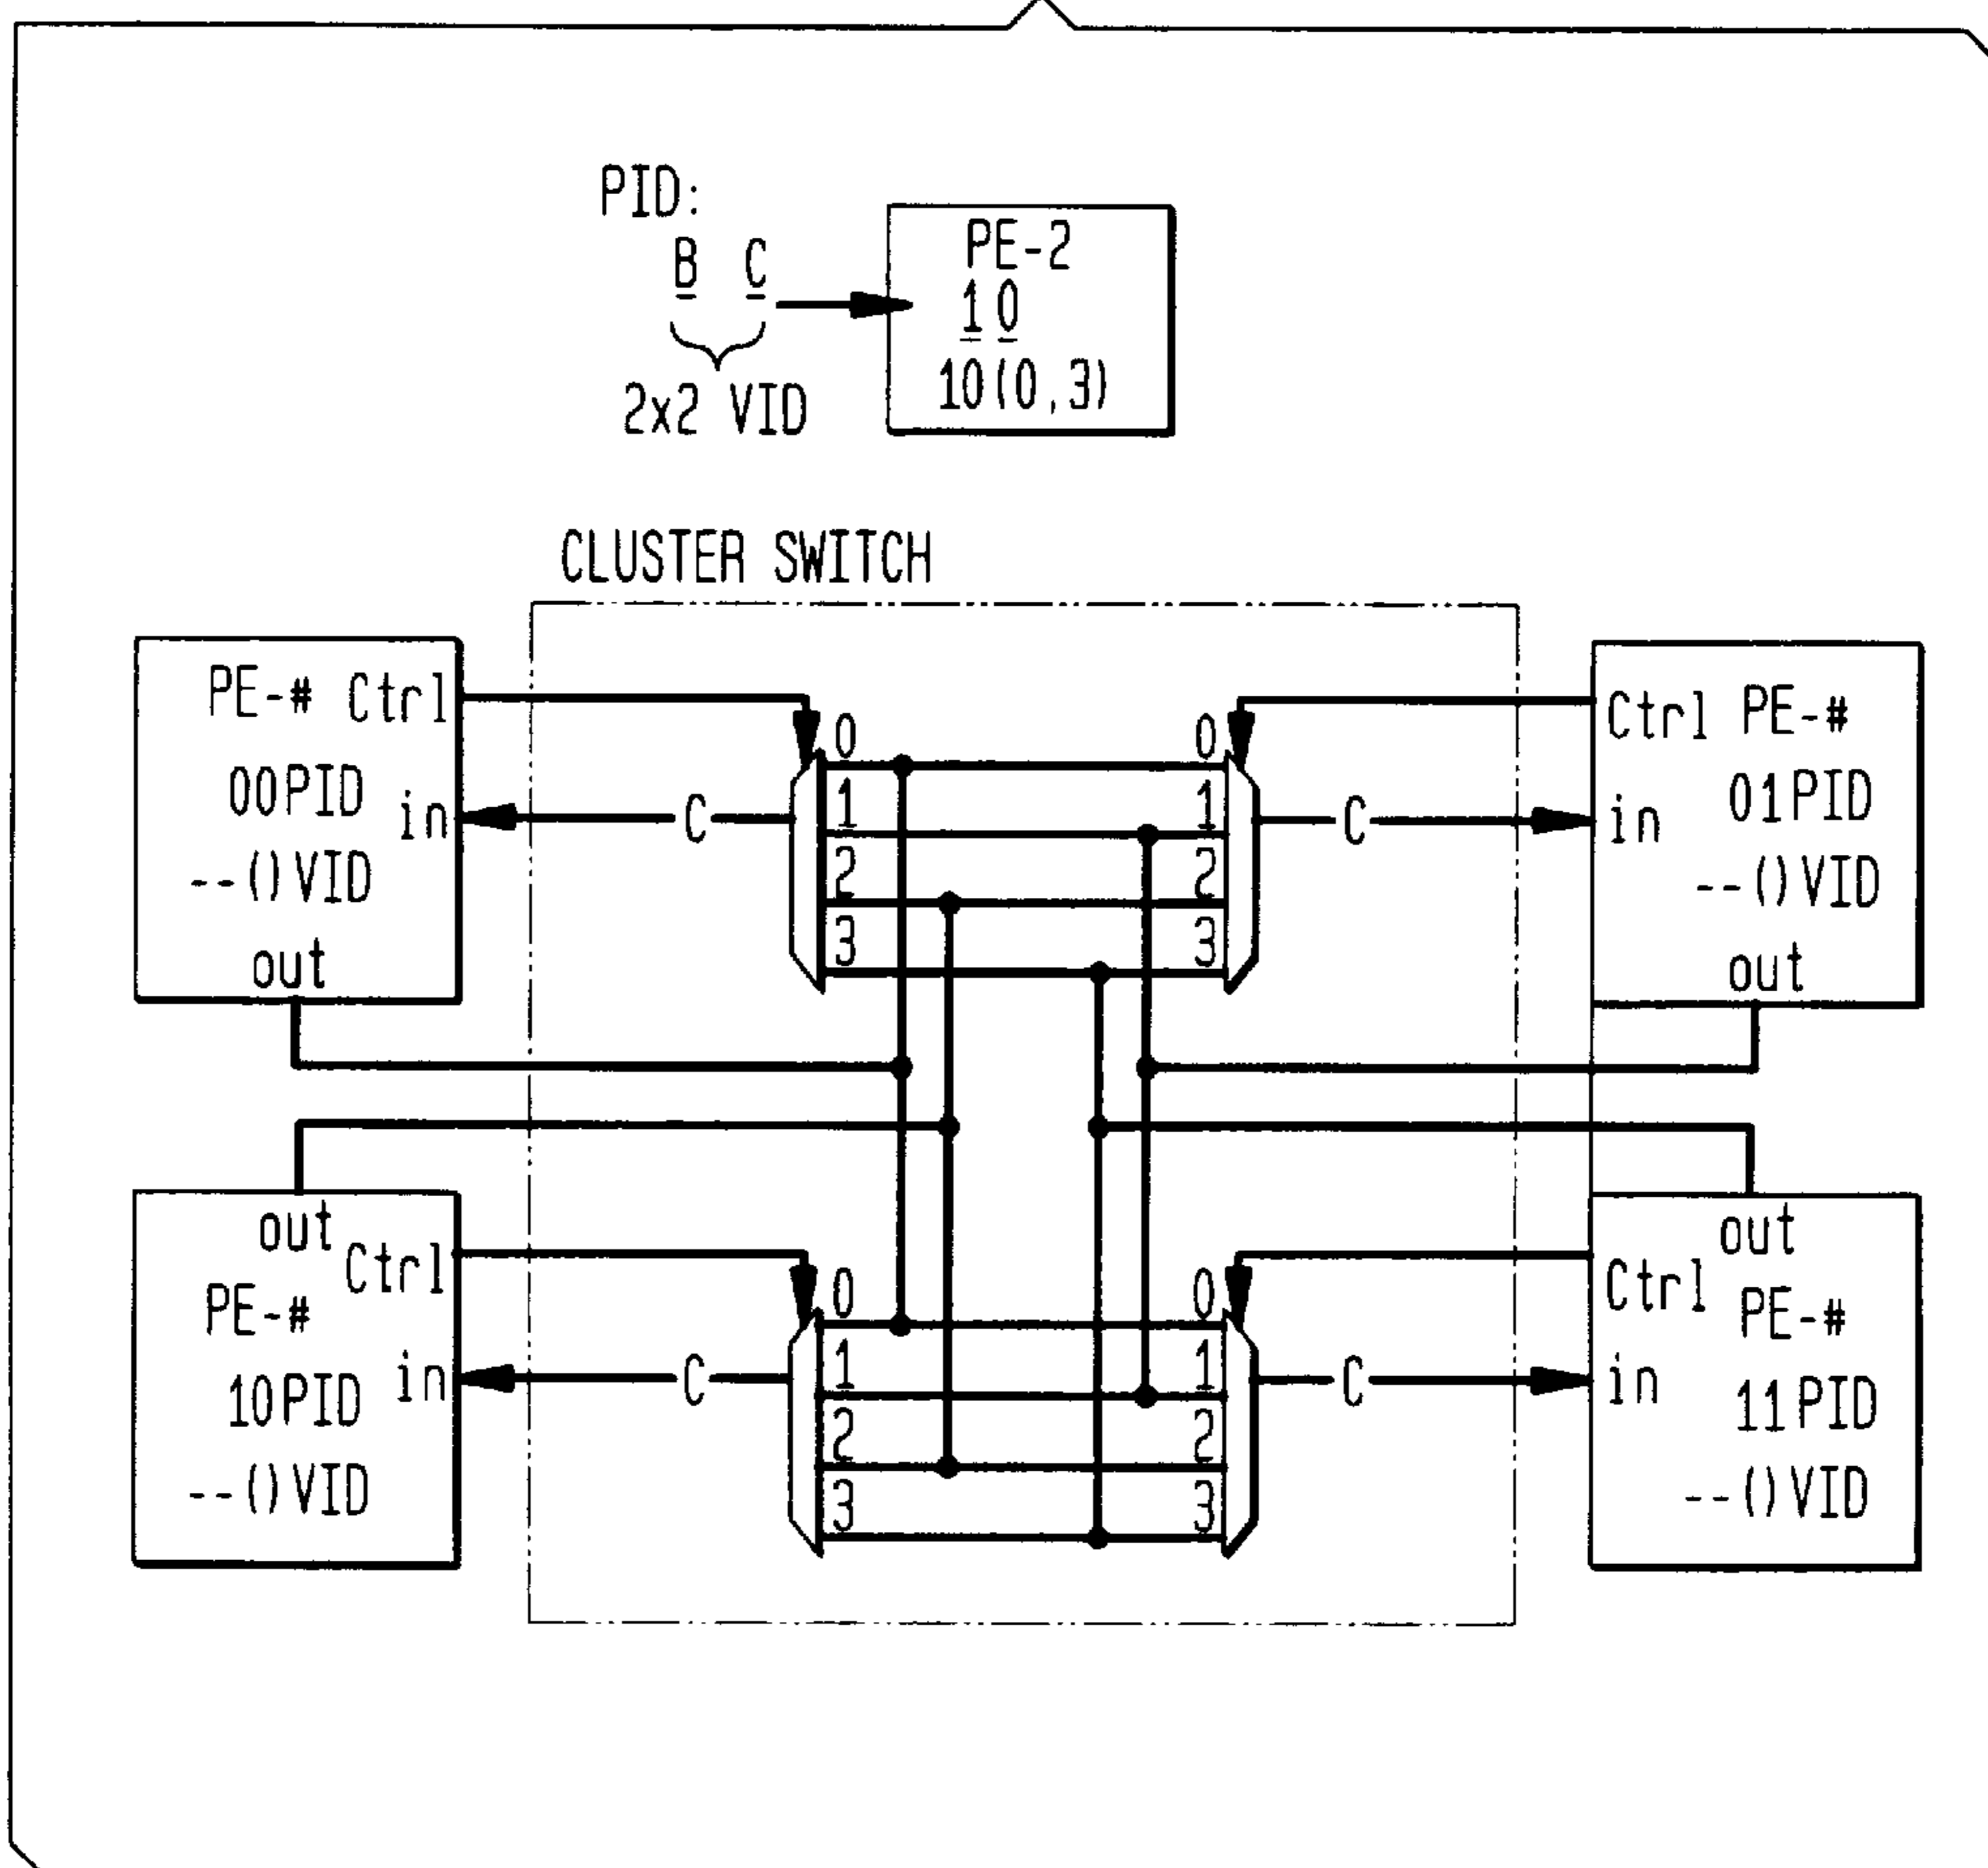 PID:
B C
2x2 VID
PE-2
10
10(0,3)
CLUSTER SWITCH
PE-# Ctrl
00PID
in
--()VID
out
C
0
1
2
3
0
1
2
3
C
Ctrl PE-#
01PID
in
--()VID
out
out
Ctrl
PE-#
10PID
in
--()VID
C
0
1
2
3
0
1
2
3
C
out
Ctrl
PE-#
in
11PID
--()VID